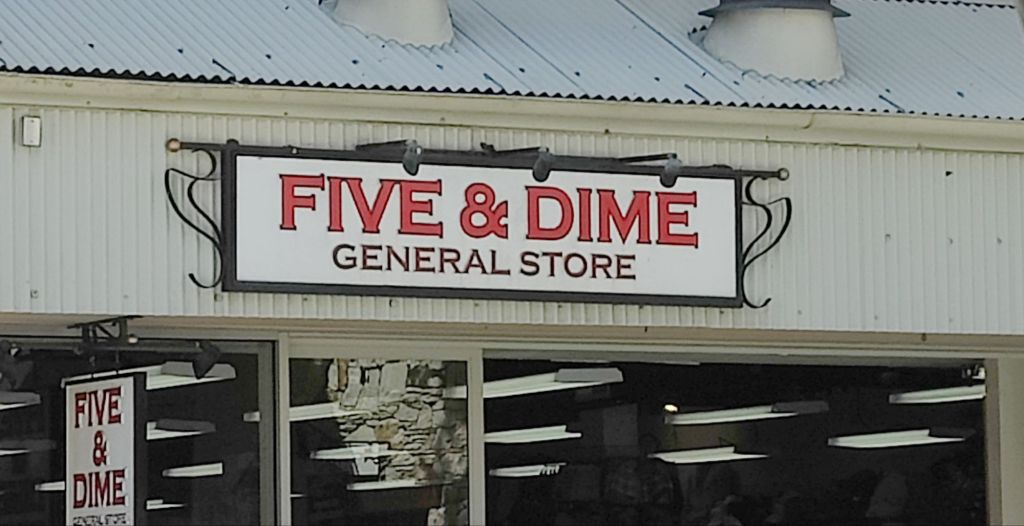 FIVE & DIME
GENERAL STORE
FIVE
&
DIME
GENERAL STORE